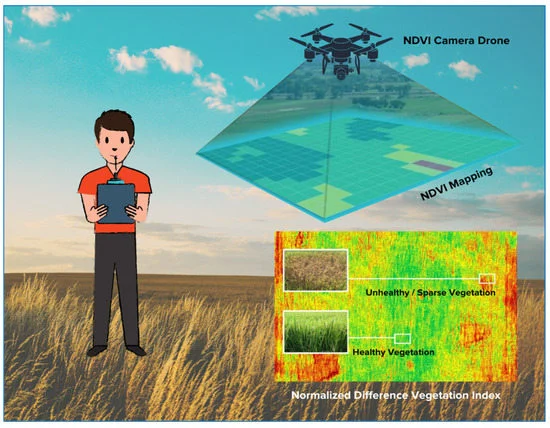 NDVI Camera Drone
NDVI Mapping
Unhealthy / Sparse Vegetation
Healthy Vegetation
Normalized Difference Vegetation Index